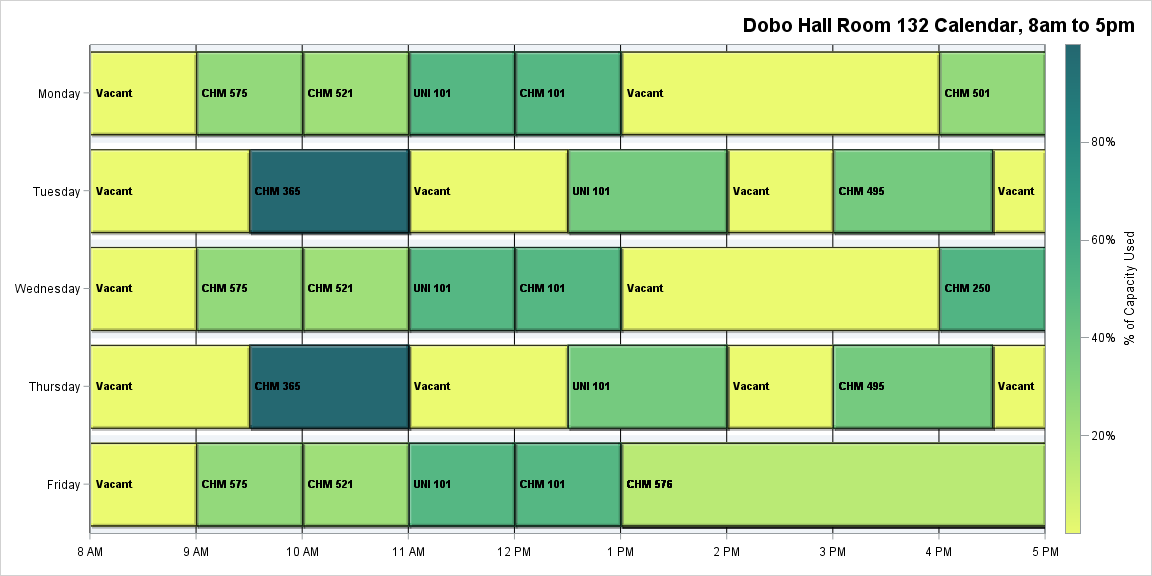 Dobo Hall Room 132 Calendar, 8am to 5pm
Monday Vacant CHM 575 CHM 521 UNI 101 CHM 101 Vacant CHM 501
80%
Tuesday Vacant CHM 365 Vacant UNI 101 Vacant CHM 495 Vacant
60%
% of Capacity Used
Wednesday Vacant CHM 575 CHM 521 UNI 101 CHM 101 Vacant CHM 250
40%
Thursday Vacant CHM 365 Vacant UNI 101 Vacant CHM 495 Vacant
20%
Friday Vacant CHM 575 CHM 521 UNI 101 CHM 101 CHM 576
8 AM 9 AM 10 AM 11 AM 12 PM 1 PM 2 PM 3 PM 4 PM 5 PM